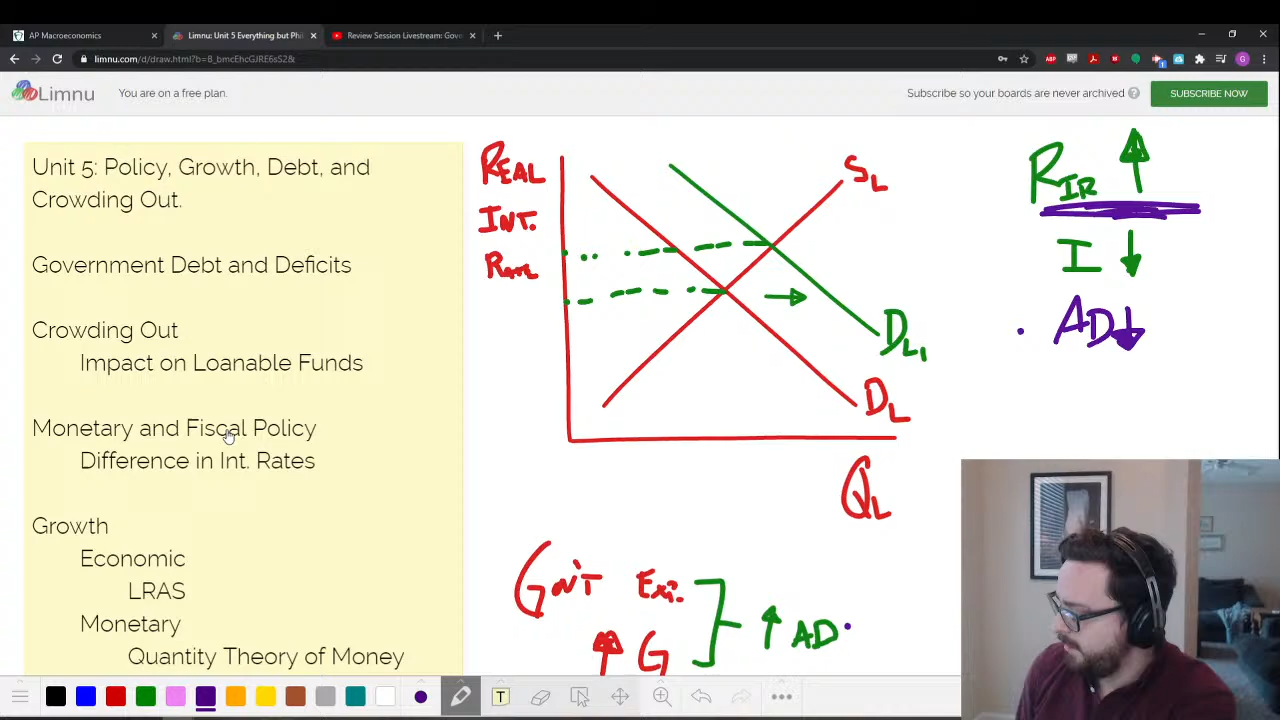 AP Macroeconomics
Limnu: Unit 5 Everything but Phi
Review Session Livestream: Gove
limnu.com/d/draw.html?b=8_bmcEhcGJRE6sS2&
Limnu
You are on a free plan.
Subscribe so your boards are never archived
SUBSCRIBE NOW
Unit 5: Policy, Growth, Debt, and
Crowding Out.
Government Debt and Deficits
Crowding Out
Impact on Loanable Funds
Monetary and Fiscal Policy
Difference in Int. Rates
Growth
Economic
LRAS
Monetary
Quantity Theory of Money
REAL
INT.
SL
DL1
DL
QL
RIR ↑
I ↓
AD ↓
Gov't Exp.
↑ G
↑ AD